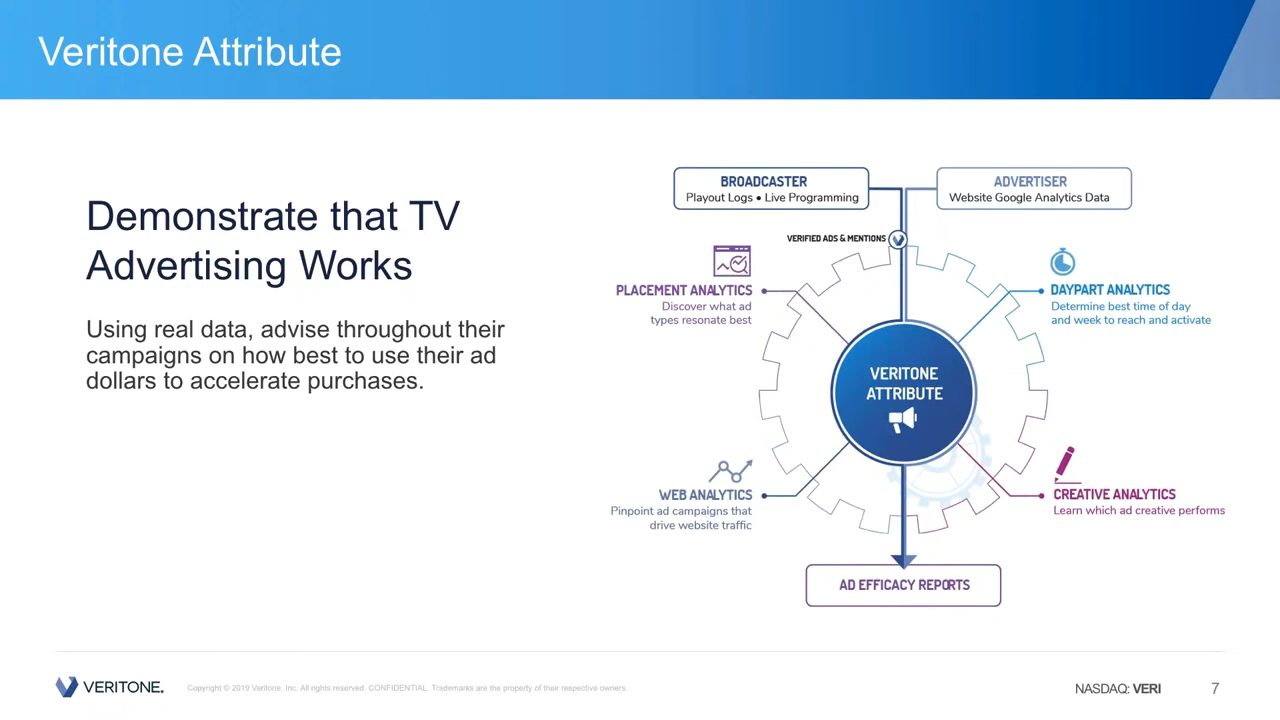 Veritone Attribute
Demonstrate that TV
Advertising Works
Using real data, advise throughout their
campaigns on how best to use their ad
dollars to accelerate purchases.
BROADCASTER
Playout Logs • Live Programming
ADVERTISER
Website Google Analytics Data
VERIFIED ADS & MENTIONS
PLACEMENT ANALYTICS
Discover what ad
types resonate best
DAYPART ANALYTICS
Determine best time of day
and week to reach and activate
VERITONE
ATTRIBUTE
WEB ANALYTICS
Pinpoint ad campaigns that
drive website traffic
CREATIVE ANALYTICS
Learn which ad creative performs
AD EFFICACY REPORTS
VERITONE.
Copyright © 2019 Veritone, Inc. All rights reserved. CONFIDENTIAL. Trademarks are the property of their respective owners.
NASDAQ: VERI
7